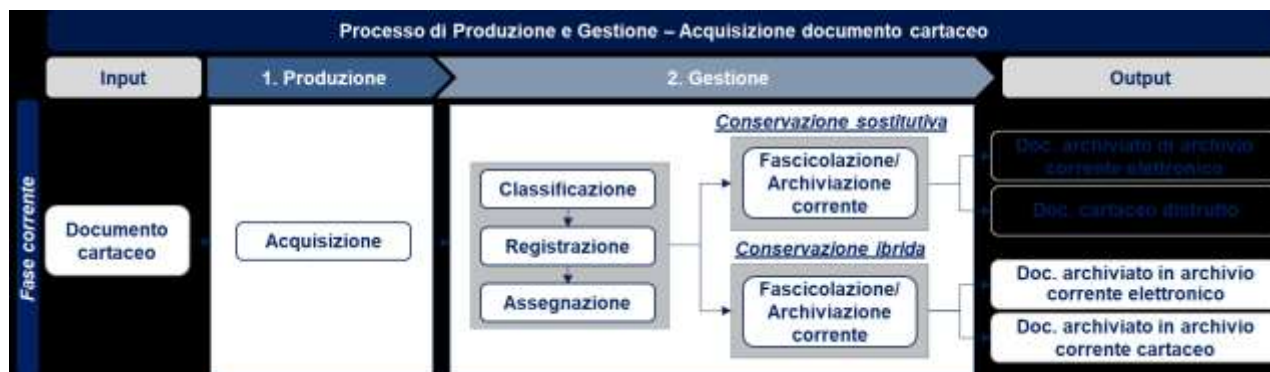 Processo di Produzione e Gestione – Acquisizione documento cartaceo
Input
1. Produzione
2. Gestione
Output
Fase corrente
Documento
cartaceo
Acquisizione
Classificazione
Registrazione
Assegnazione
Conservazione sostitutiva
Fascicolazione/
Archiviazione
corrente
Conservazione ibrida
Fascicolazione/
Archiviazione
corrente
Doc. archiviato di archivio
corrente elettronico
Doc. cartaceo distrutto
Doc. archiviato in archivio
corrente elettronico
Doc. archiviato in archivio
corrente cartaceo